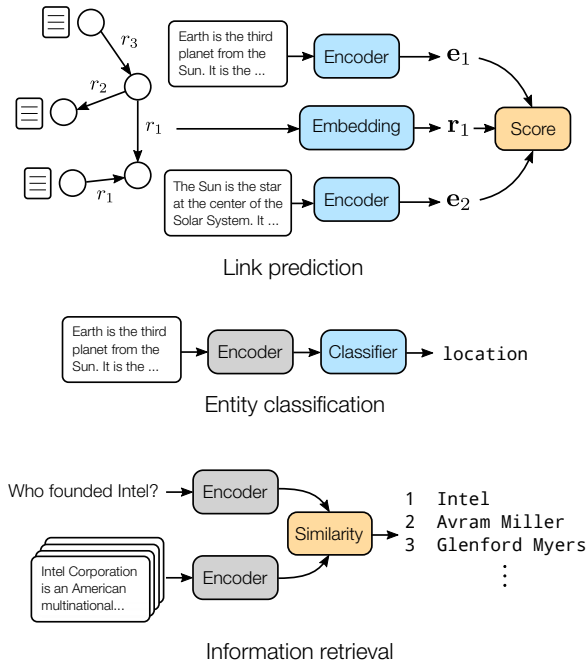 r3
r2
r1
r1
Earth is the third
planet from the
Sun. It is the ...
Encoder
e1
Embedding
r1
Score
The Sun is the star
at the center of the
Solar System. It ...
Encoder
e2
Link prediction
Earth is the third
planet from the
Sun. It is the ...
Encoder
Classifier
location
Entity classification
Who founded Intel?
Encoder
Similarity
Intel Corporation
is an American
multinational...
Encoder
1 Intel
2 Avram Miller
3 Glenford Myers
⋮
Information retrieval